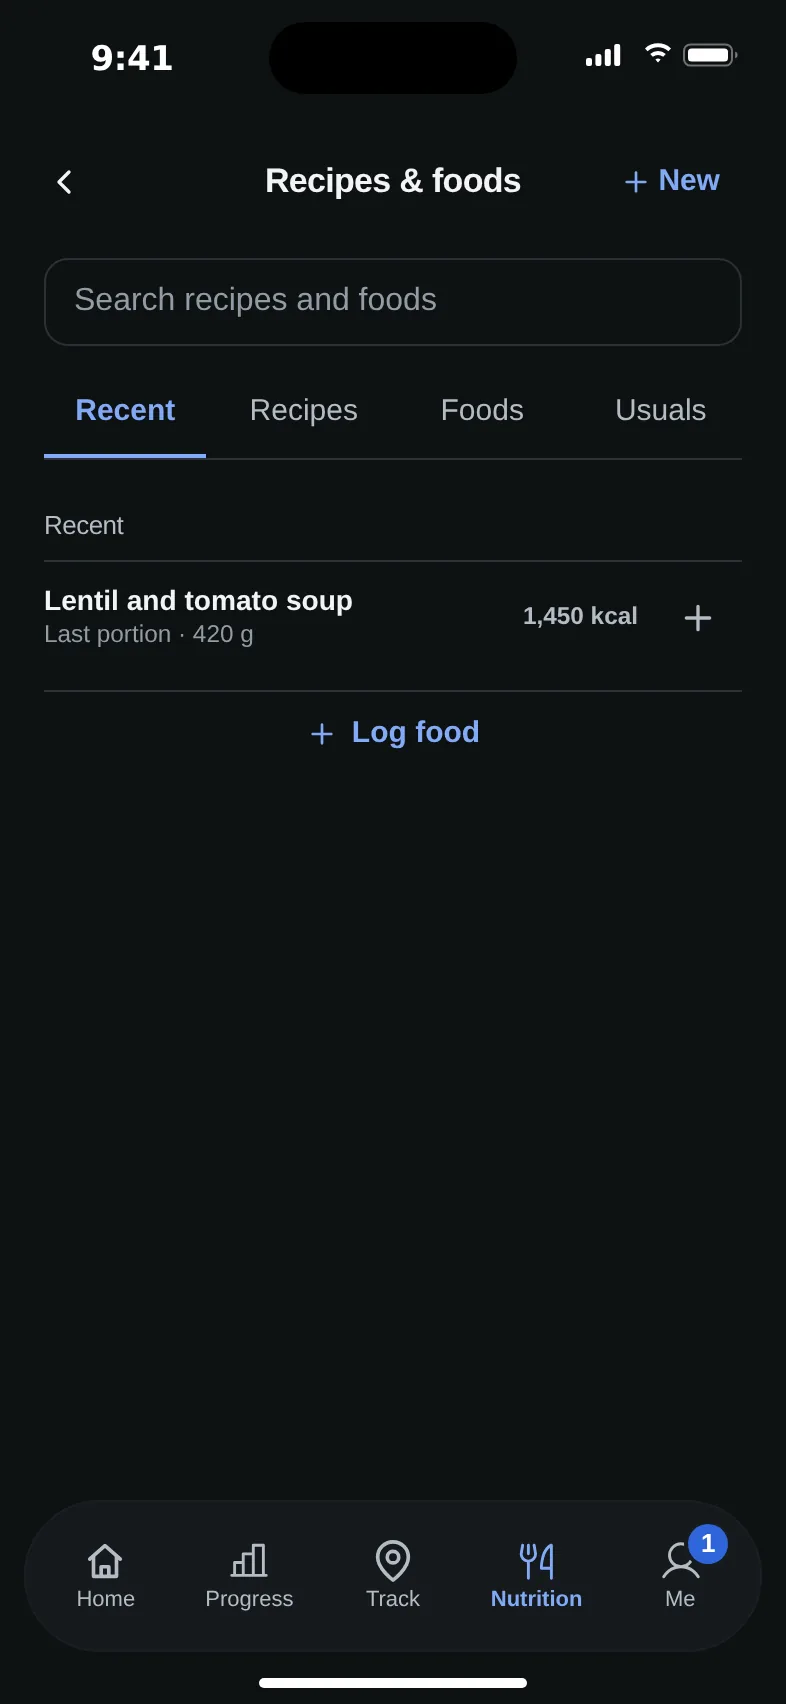 9:41
Recipes & foods
New
Search recipes and foods
Recent
Recipes
Foods
Usuals
Recent
Lentil and tomato soup
1,450 kcal
Last portion · 420 g
Log food
1
Home
Progress
Track
Nutrition
Me